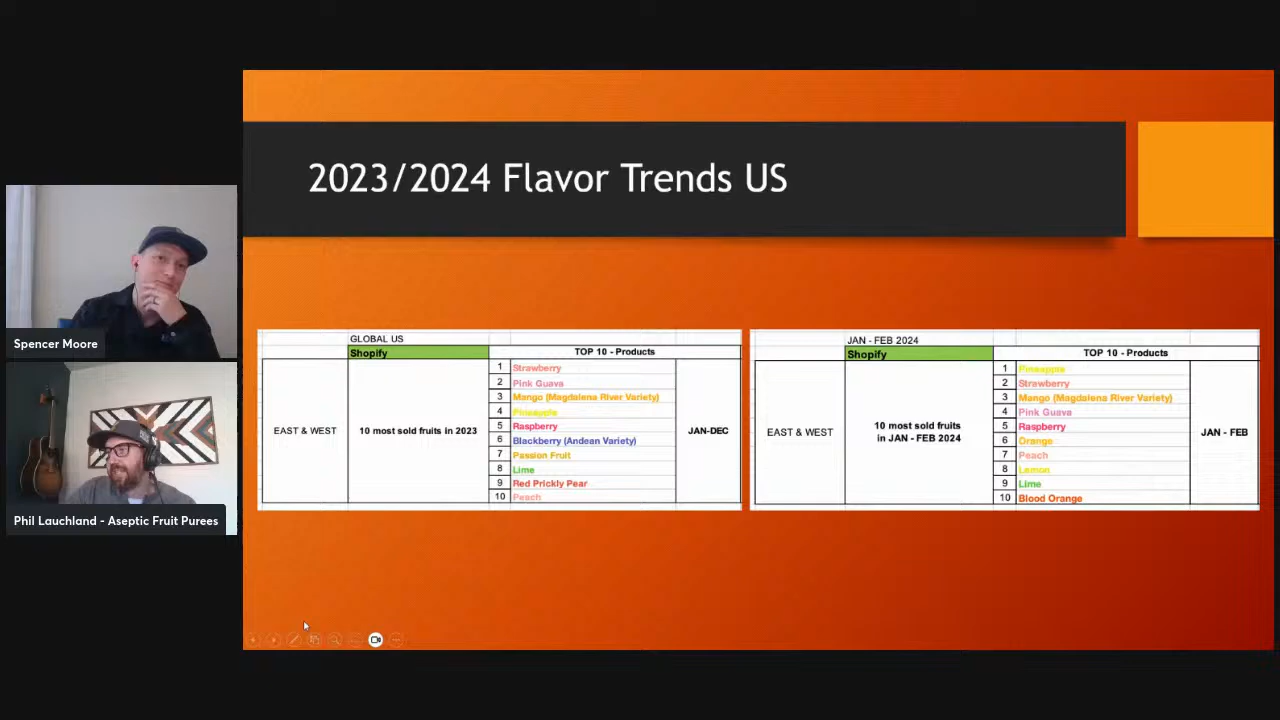 2023/2024 Flavor Trends US
Spencer Moore
Phil Lauchland - Aseptic Fruit Purees
GLOBAL US
Shopify
TOP 10 - Products
EAST & WEST
10 most sold fruits in 2023
1 Strawberry
2 Pink Guava
3 Mango (Magdalena River Variety)
4 Pineapple
5 Raspberry
6 Blackberry (Andean Variety)
7 Passion Fruit
8 Lime
9 Red Prickly Pear
10 Peach
JAN-DEC
JAN - FEB 2024
Shopify
TOP 10 - Products
EAST & WEST
10 most sold fruits
in JAN - FEB 2024
1 Pineapple
2 Strawberry
3 Mango (Magdalena River Variety)
4 Pink Guava
5 Raspberry
6 Orange
7 Peach
8 Lemon
9 Lime
10 Blood Orange
JAN - FEB